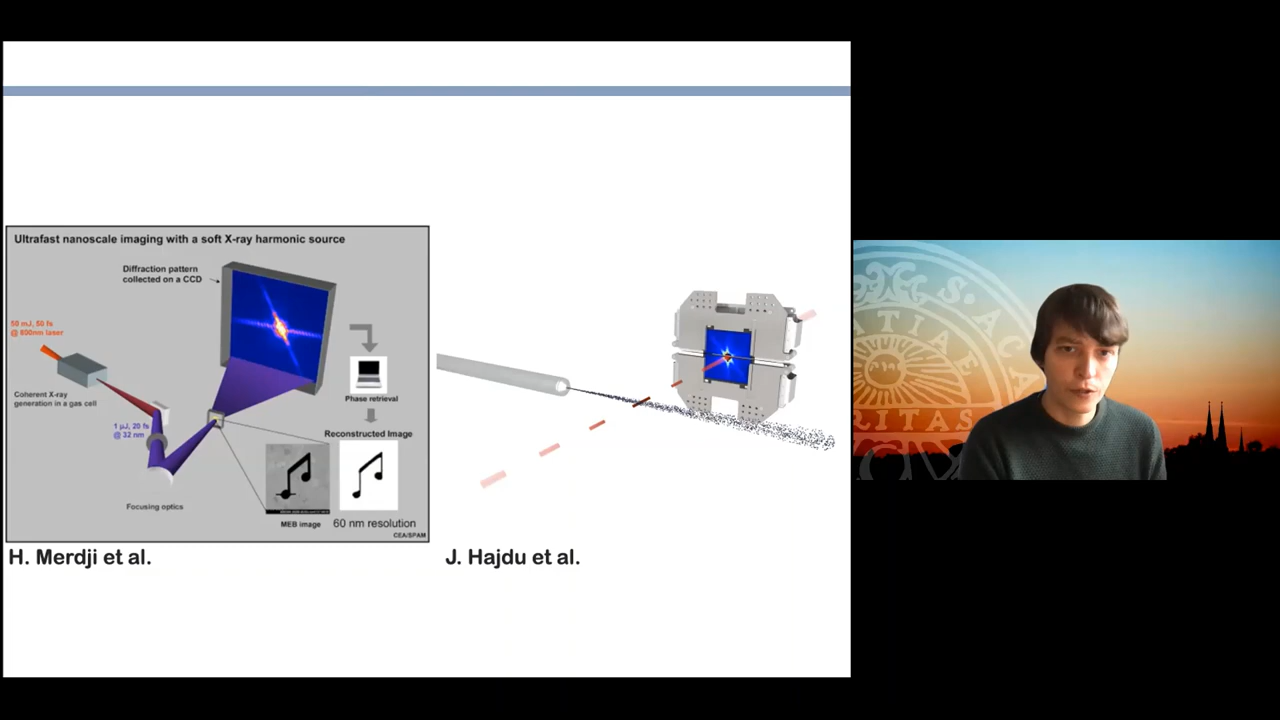 Ultrafast nanoscale imaging with a soft X-ray harmonic source
Diffraction pattern
collected on a CCD
50 mJ, 50 fs
@ 800nm laser
Coherent X-ray
generation in a gas cell
1 µJ, 20 fs
@ 32 nm
Focusing optics
Phase retrieval
Reconstructed Image
MEB image
60 nm resolution
CEA/SPAM
H. Merdji et al.
J. Hajdu et al.